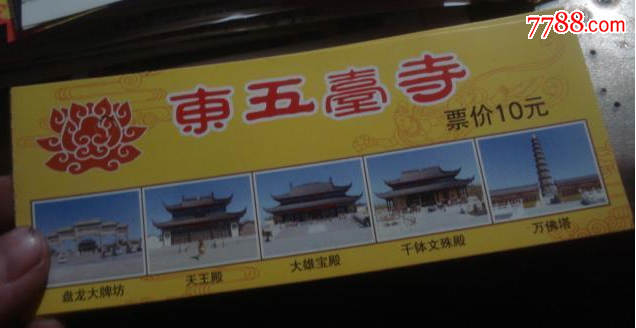 7788.com
東五臺寺
票价10元
盘龙大牌坊
天王殿
大雄宝殿
千钵文殊殿
万佛塔